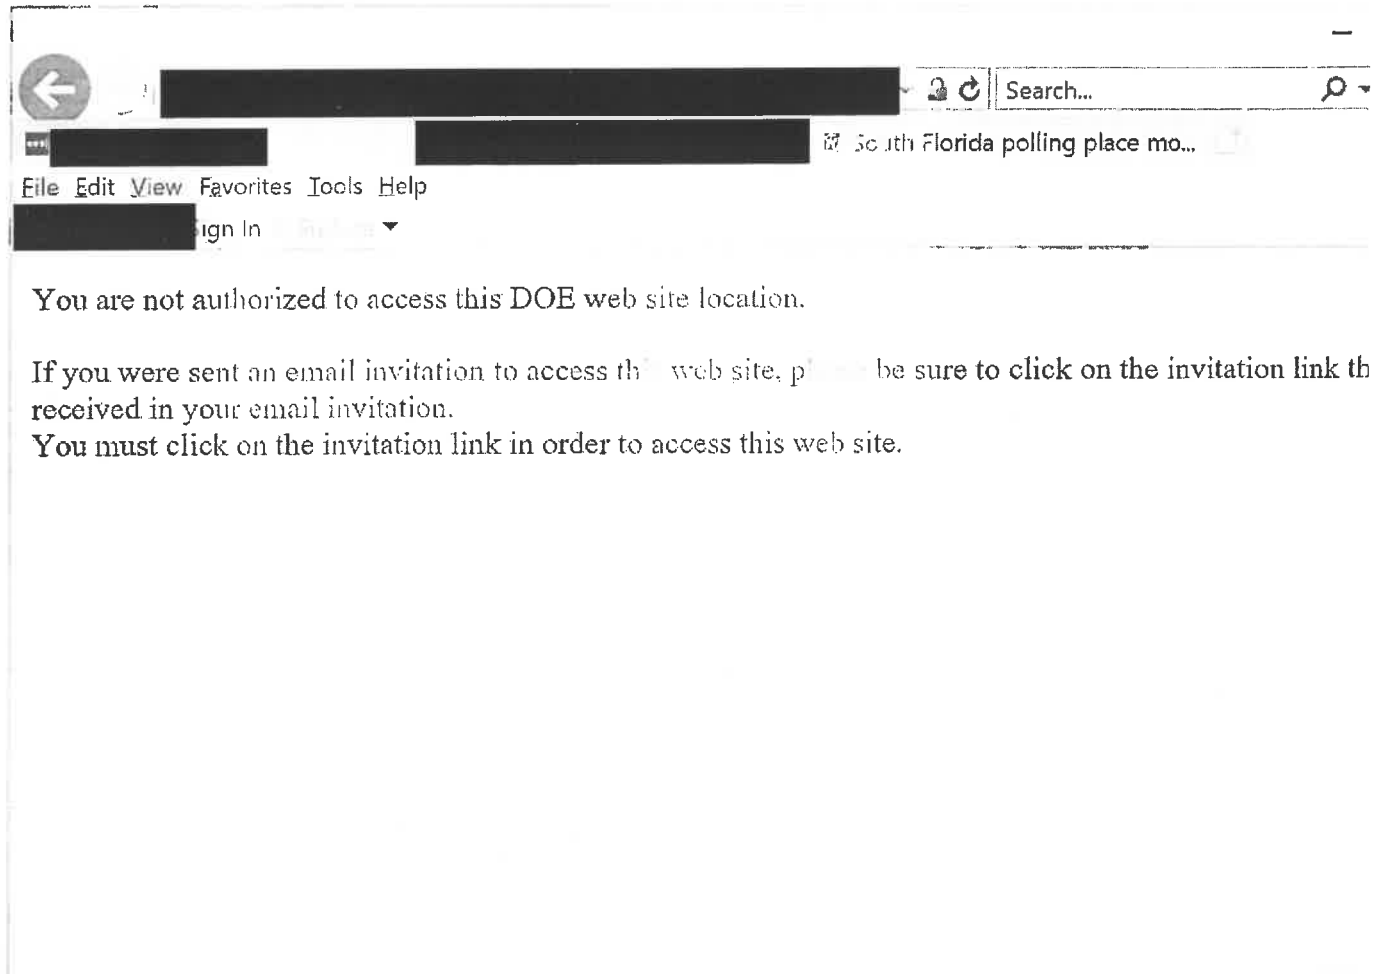 Search...
South Florida polling place mo...
File Edit View Favorites Tools Help
ign In
You are not authorized to access this DOE web site location.
If you were sent an email invitation to access web site, be sure to click on the invitation link th
received in your email invitation.
You must click on the invitation link in order to access this web site.